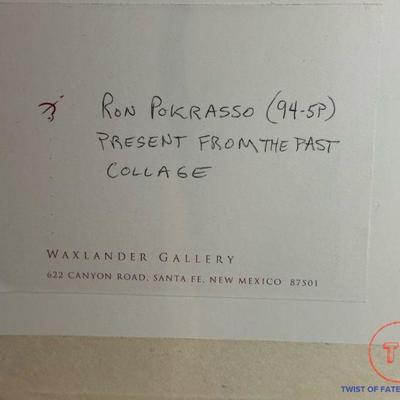 RON POKRASSO (94-5P)
PRESENT FROM THE PAST
COLLAGE
WAXLANDER GALLERY
622 CANYON ROAD, SANTA FE, NEW MEXICO 87501
T
TWIST OF FATE